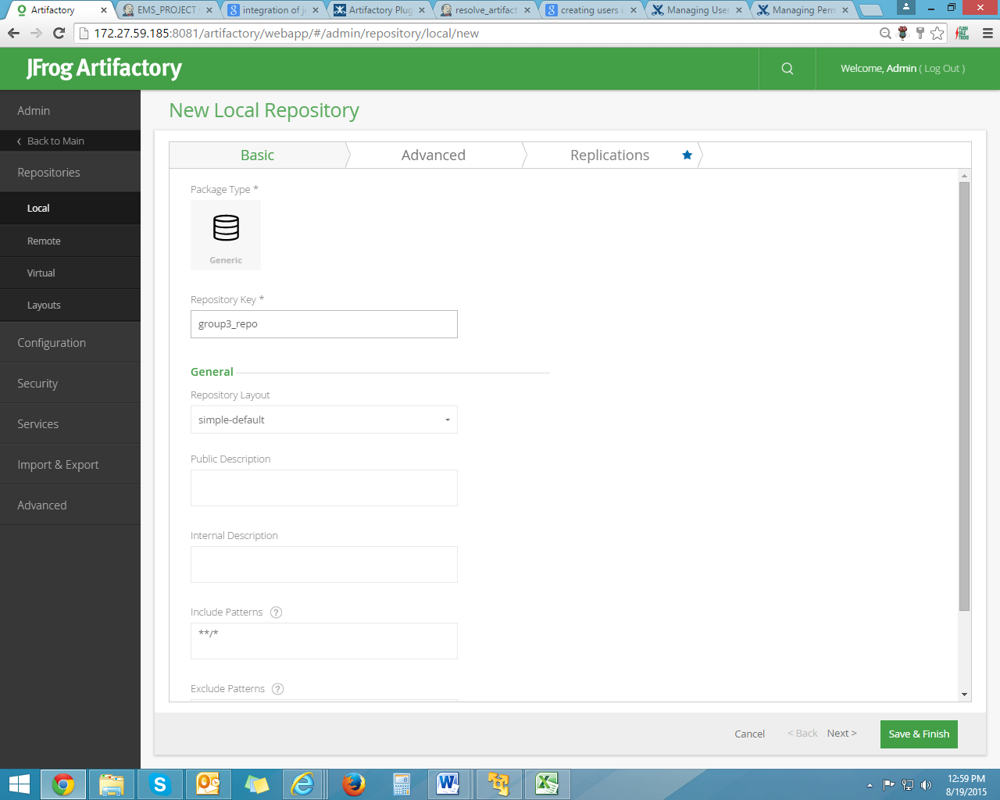 Artifactory
EMS_PROJECT
integration of j
Artifactory Plug
resolve_artifact
creating users i
Managing User
Managing Perm
172.27.59.185:8081/artifactory/webapp/#/admin/repository/local/new
JFrog Artifactory
Welcome, Admin ( Log Out )
Admin
Back to Main
Repositories
Local
Remote
Virtual
Layouts
Configuration
Security
Services
Import & Export
Advanced
New Local Repository
Basic
Advanced
Replications
Package Type *
Generic
Repository Key *
group3_repo
General
Repository Layout
simple-default
Public Description
Internal Description
Include Patterns ?
**/*
Exclude Patterns ?
Cancel
< Back
Next >
Save & Finish
12:59 PM
8/19/2015